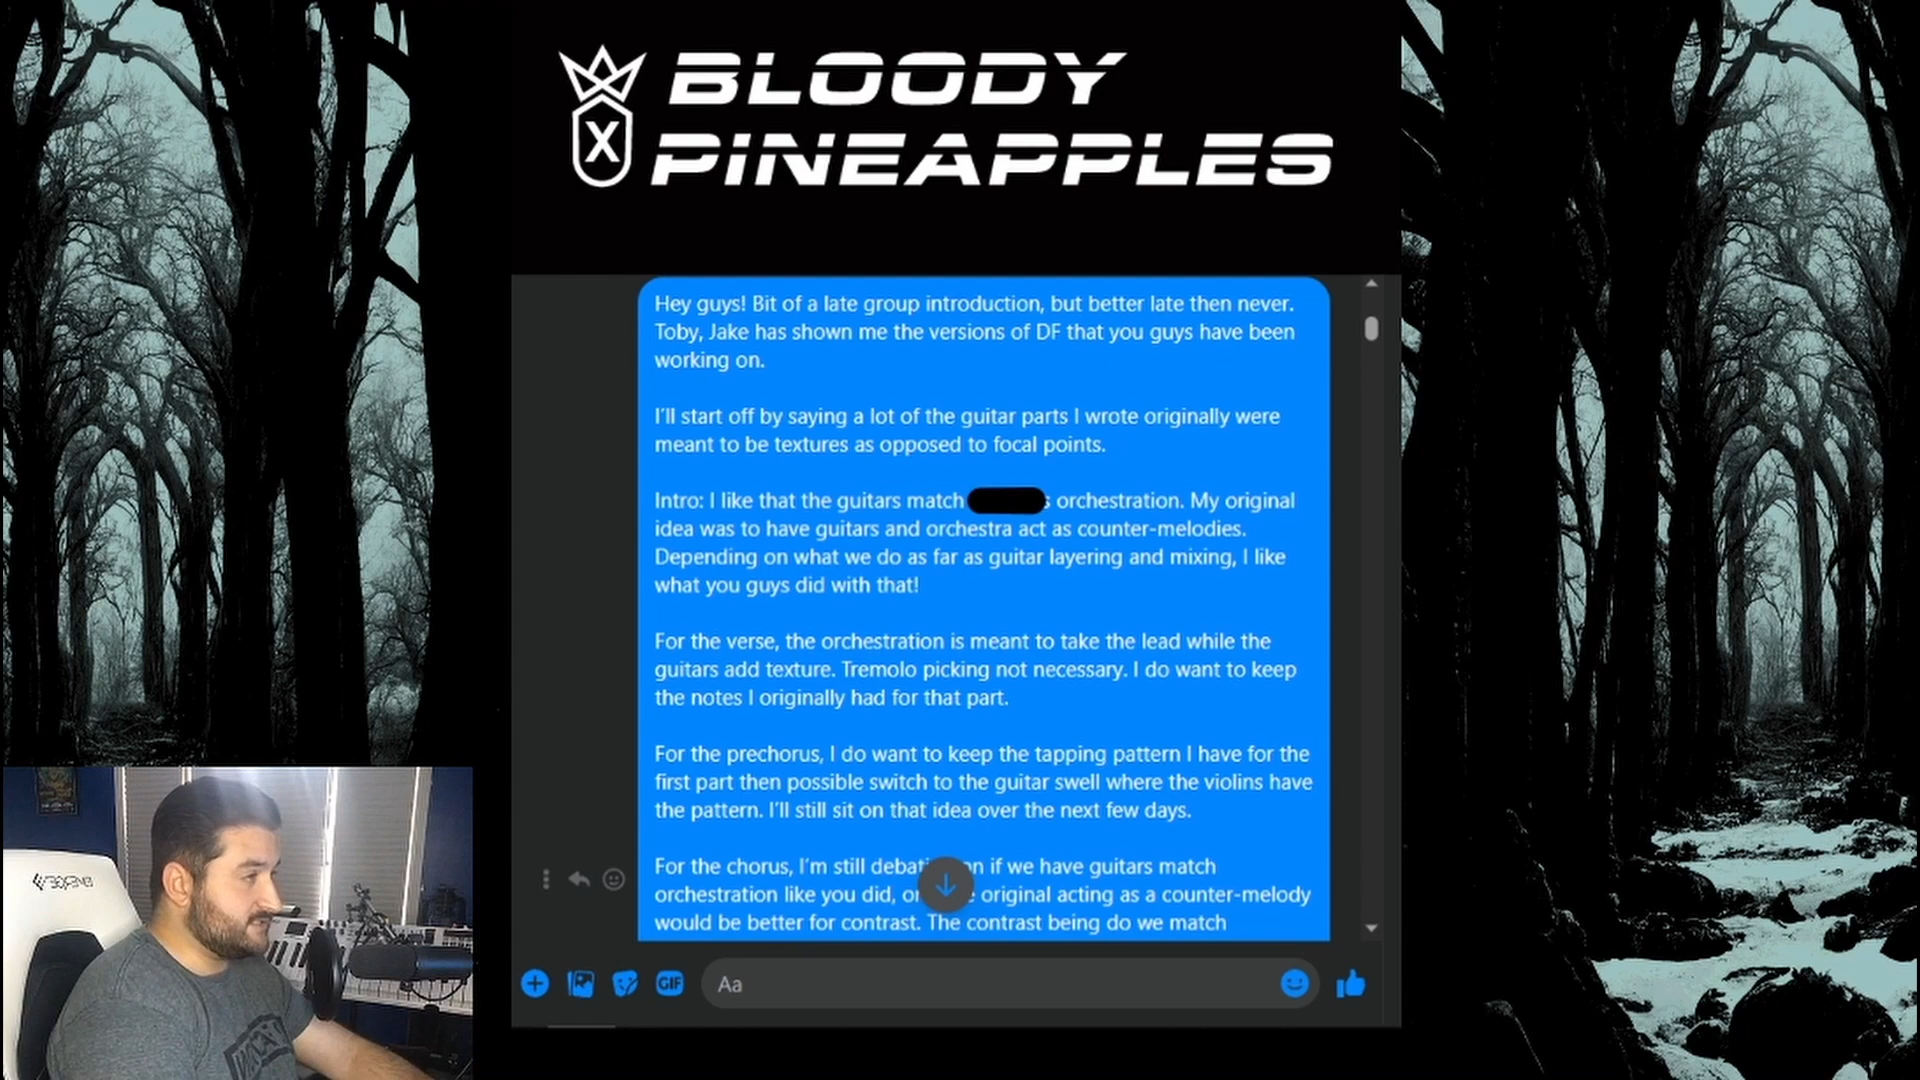 BLOODY
X
PINEAPPLES
Hey guys! Bit of a late group introduction, but better late then never.
Toby, Jake has shown me the versions of DF that you guys have been
working on.
I'll start off by saying a lot of the guitar parts I wrote originally were
meant to be textures as opposed to focal points.
Intro: I like that the guitars match s orchestration. My original
idea was to have guitars and orchestra act as counter-melodies.
Depending on what we do as far as guitar layering and mixing, I like
what you guys did with that!
For the verse, the orchestration is meant to take the lead while the
guitars add texture. Tremolo picking not necessary. I do want to keep
the notes I originally had for that part.
For the prechorus, I do want to keep the tapping pattern I have for the
first part then possible switch to the guitar swell where the violins have
the pattern. I'll still sit on that idea over the next few days.
For the chorus, I'm still debati n if we have guitars match
orchestration like you did, or original acting as a counter-melody
would be better for contrast. The contrast being do we match
GIF
Aa